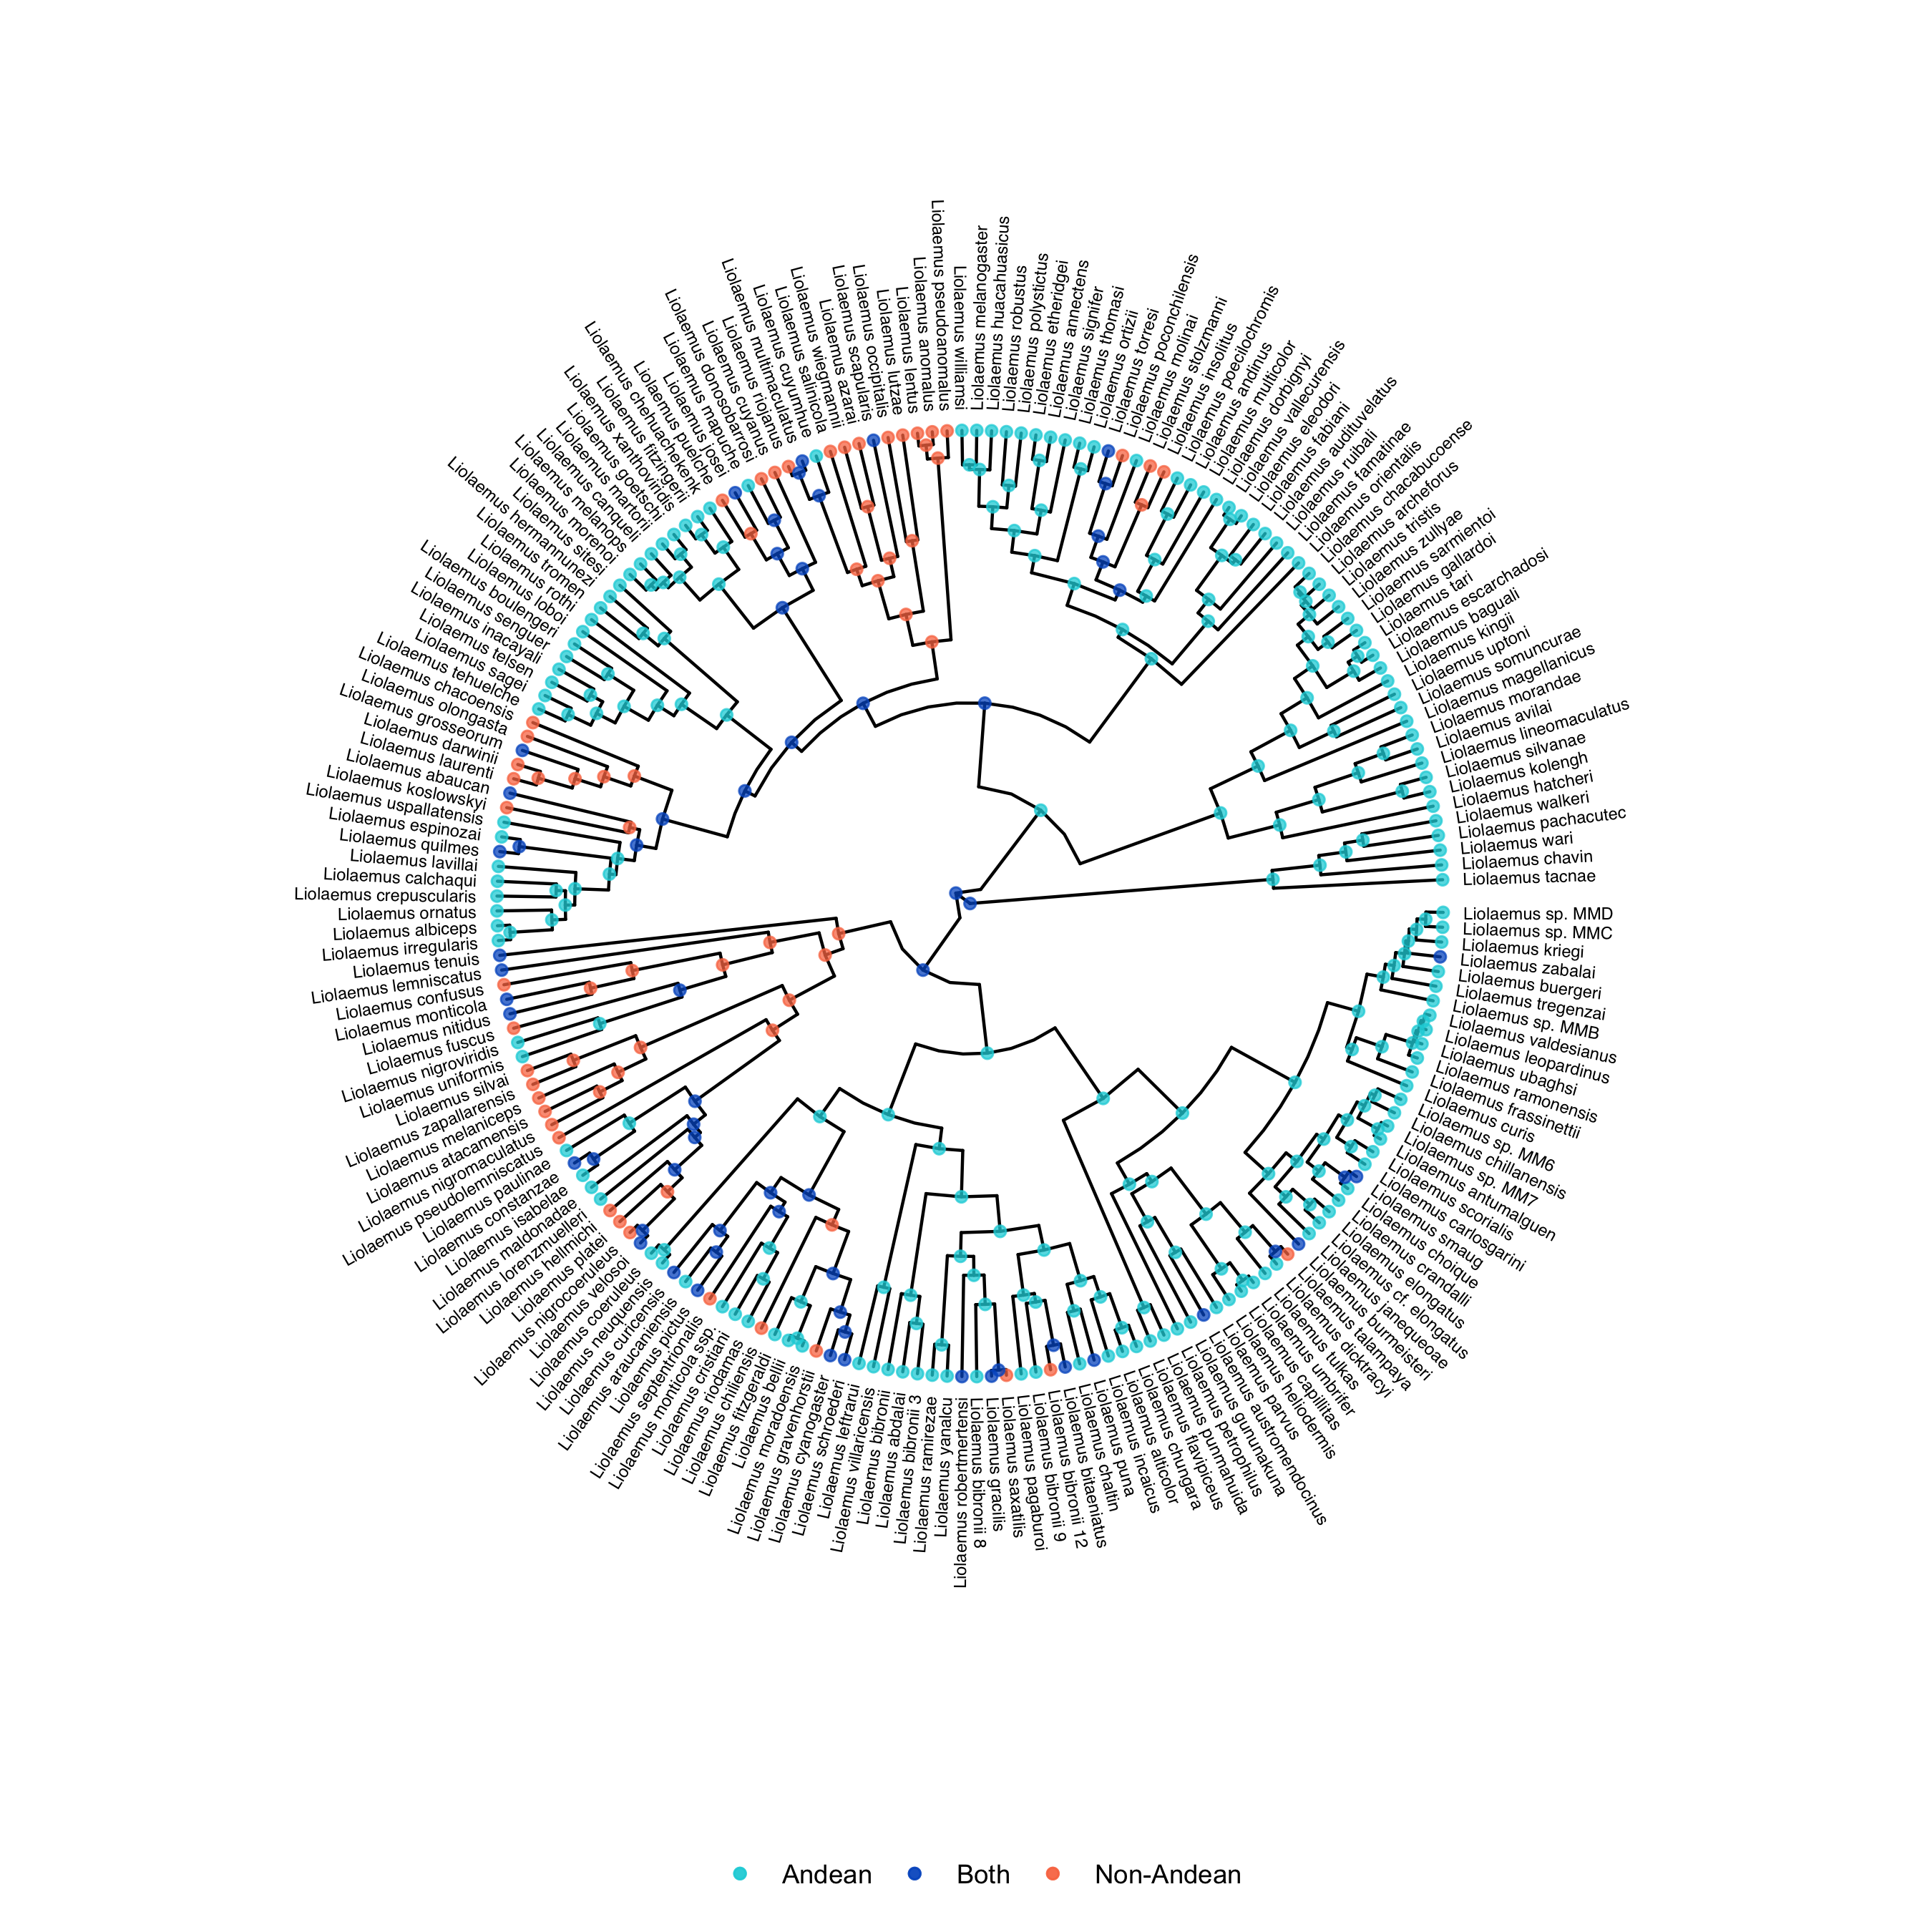 Liolaemus williamsi
Liolaemus melanogaster
Liolaemus huacahuasicus
Liolaemus robustus
Liolaemus polystictus
Liolaemus etheridgei
Liolaemus annectens
Liolaemus signifer
Liolaemus thomasi
Liolaemus ortizii
Liolaemus torresi
Liolaemus poconchilensis
Liolaemus molinai
Liolaemus stolzmanni
Liolaemus insolitus
Liolaemus poecilochromis
Liolaemus andinus
Liolaemus multicolor
Liolaemus dorbignyi
Liolaemus vallecurensis
Liolaemus eleodori
Liolaemus fabiani
Liolaemus audituvelatus
Liolaemus ruibali
Liolaemus famatinae
Liolaemus orientalis
Liolaemus chacabucoense
Liolaemus archeforus
Liolaemus tristis
Liolaemus zullyae
Liolaemus sarmientoi
Liolaemus gallardoi
Liolaemus tari
Liolaemus escarchadosi
Liolaemus baguali
Liolaemus kingii
Liolaemus uptoni
Liolaemus somuncurae
Liolaemus magellanicus
Liolaemus morandae
Liolaemus avilai
Liolaemus lineomaculatus
Liolaemus silvanae
Liolaemus kolengh
Liolaemus hatcheri
Liolaemus walkeri
Liolaemus pachacutec
Liolaemus wari
Liolaemus chavin
Liolaemus tacnae
Liolaemus sp. MMD
Liolaemus sp. MMC
Liolaemus kriegi
Liolaemus zabalai
Liolaemus buergeri
Liolaemus tregenzai
Liolaemus sp. MMB
Liolaemus valdesianus
Liolaemus leopardinus
Liolaemus ubaghsi
Liolaemus ramonensis
Liolaemus frassinettii
Liolaemus curis
Liolaemus sp. MM6
Liolaemus chillanensis
Liolaemus sp. MM7
Liolaemus antumalguen
Liolaemus scorialis
Liolaemus carlosgarini
Liolaemus smaug
Liolaemus choique
Liolaemus crandalli
Liolaemus elongatus
Liolaemus cf. elongatus
Liolaemus janequeoae
Liolaemus burmeisteri
Liolaemus talampaya
Liolaemus dicktracyi
Liolaemus tulkas
Liolaemus umbrifer
Liolaemus capillitas
Liolaemus heliodermis
Liolaemus parvus
Liolaemus austromendocinus
Liolaemus gununakuna
Liolaemus petrophilus
Liolaemus punmahuida
Liolaemus flavipiceus
Liolaemus chungara
Liolaemus alticolor
Liolaemus incaicus
Liolaemus puna
Liolaemus chaltin
Liolaemus bitaeniatus
Liolaemus bibronii 12
Liolaemus bibronii 9
Liolaemus pagaburoi
Liolaemus saxatilis
Liolaemus gracilis
Liolaemus bibronii 8
Liolaemus robertmertensi
Liolaemus yanalcu
Liolaemus ramirezae
Liolaemus bibronii 3
Liolaemus abdalai
Liolaemus bibronii
Liolaemus villaricensis
Liolaemus leftrarui
Liolaemus schroederi
Liolaemus cyanogaster
Liolaemus gravenhorstii
Liolaemus moradoensis
Liolaemus bellii
Liolaemus fitzgeraldi
Liolaemus chiliensis
Liolaemus riodamas
Liolaemus cristiani
Liolaemus monticola ssp.
Liolaemus septentrionalis
Liolaemus pictus
Liolaemus araucaniensis
Liolaemus curicensis
Liolaemus neuquensis
Liolaemus coeruleus
Liolaemus velosoi
Liolaemus nigrocoeruleus
Liolaemus platei
Liolaemus hellmichi
Liolaemus lorenzmuelleri
Liolaemus maldonadae
Liolaemus isabelae
Liolaemus constanzae
Liolaemus paulinae
Liolaemus pseudolemniscatus
Liolaemus nigromaculatus
Liolaemus atacamensis
Liolaemus melaniceps
Liolaemus zapallarensis
Liolaemus silvai
Liolaemus uniformis
Liolaemus nigroviridis
Liolaemus fuscus
Liolaemus nitidus
Liolaemus monticola
Liolaemus confusus
Liolaemus lemniscatus
Liolaemus tenuis
Liolaemus irregularis
Liolaemus albiceps
Liolaemus ornatus
Liolaemus crepuscularis
Liolaemus calchaqui
Liolaemus lavillai
Liolaemus quilmes
Liolaemus espinozai
Liolaemus uspallatensis
Liolaemus koslowskyi
Liolaemus abaucan
Liolaemus laurenti
Liolaemus darwinii
Liolaemus grosseorum
Liolaemus olongasta
Liolaemus chacoensis
Liolaemus tehuelche
Liolaemus sagei
Liolaemus telsen
Liolaemus inacayali
Liolaemus senguer
Liolaemus boulengeri
Liolaemus loboi
Liolaemus rothi
Liolaemus tromen
Liolaemus hermannunezi
Liolaemus sitesi
Liolaemus morenoi
Liolaemus melanops
Liolaemus canqueli
Liolaemus martorii
Liolaemus goetschi
Liolaemus xanthoviridis
Liolaemus fitzingerii
Liolaemus chehuachekenk
Liolaemus puelche
Liolaemus josei
Liolaemus mapuche
Liolaemus donosobarrosi
Liolaemus cuyanus
Liolaemus riojanus
Liolaemus multimaculatus
Liolaemus cuyumhue
Liolaemus salinicola
Liolaemus wiegmannii
Liolaemus azarai
Liolaemus scapularis
Liolaemus occipitalis
Liolaemus lutzae
Liolaemus lentus
Liolaemus anomalus
Liolaemus pseudoanomalus
Andean
Both
Non-Andean